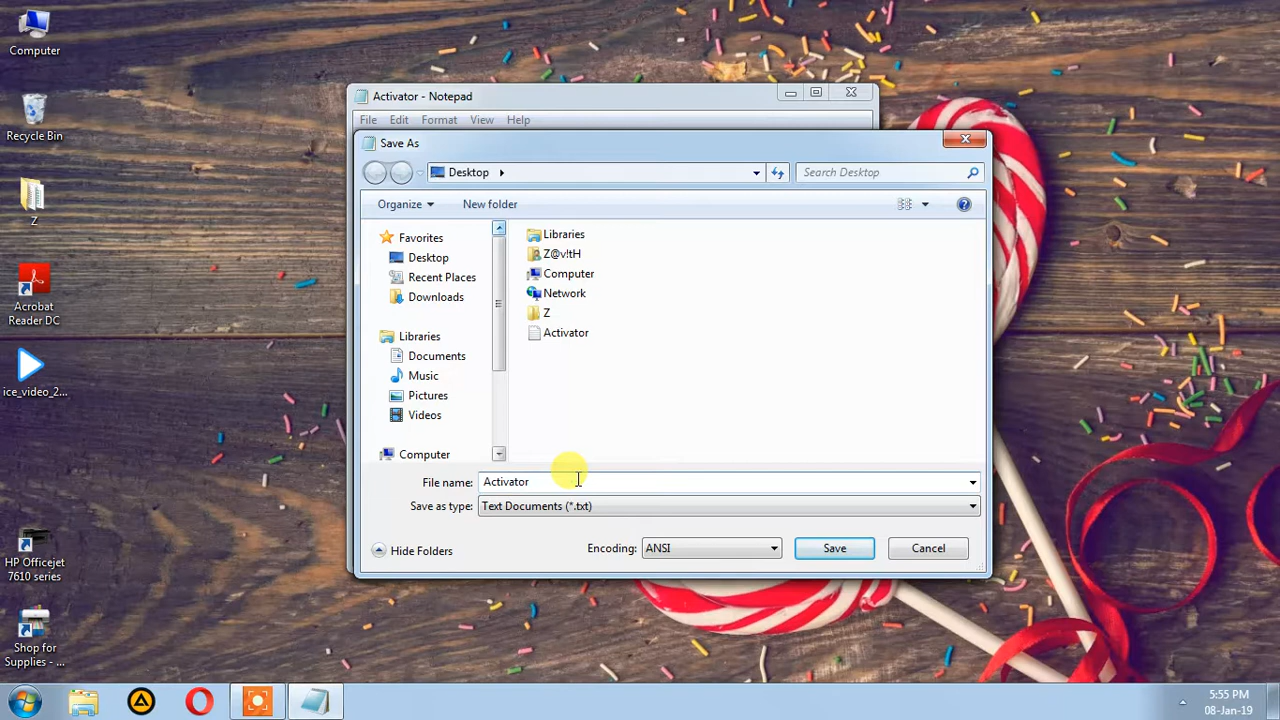 Computer
Recycle Bin
Z
Acrobat
Reader DC
ice_video_2...
HP Officejet
7610 series
Shop for
Supplies - ...
Activator - Notepad
File Edit Format View Help
Save As
Desktop
Search Desktop
Organize
New folder
Favorites
Desktop
Recent Places
Downloads
Libraries
Documents
Music
Pictures
Videos
Computer
Libraries
Z@v!tH
Computer
Network
Z
Activator
File name: Activator
Save as type: Text Documents (*.txt)
Hide Folders
Encoding: ANSI
Save
Cancel
5:55 PM
08-Jan-19